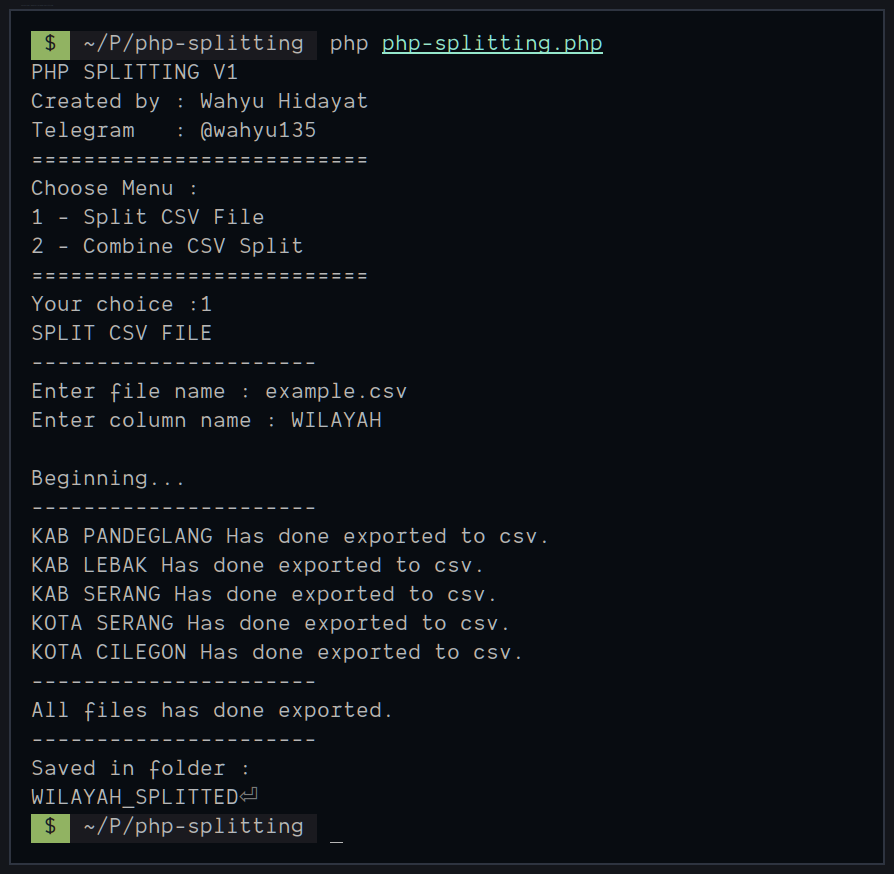 $ ~/P/php-splitting php php-splitting.php
PHP SPLITTING V1
Created by : Wahyu Hidayat
Telegram   : @wahyu135
==========================
Choose Menu :
1 - Split CSV File
2 - Combine CSV Split
==========================
Your choice :1
SPLIT CSV FILE
----------------------
Enter file name : example.csv
Enter column name : WILAYAH

Beginning...
----------------------
KAB PANDEGLANG Has done exported to csv.
KAB LEBAK Has done exported to csv.
KAB SERANG Has done exported to csv.
KOTA SERANG Has done exported to csv.
KOTA CILEGON Has done exported to csv.
----------------------
All files has done exported.
----------------------
Saved in folder :
WILAYAH_SPLITTED⏎
$ ~/P/php-splitting _